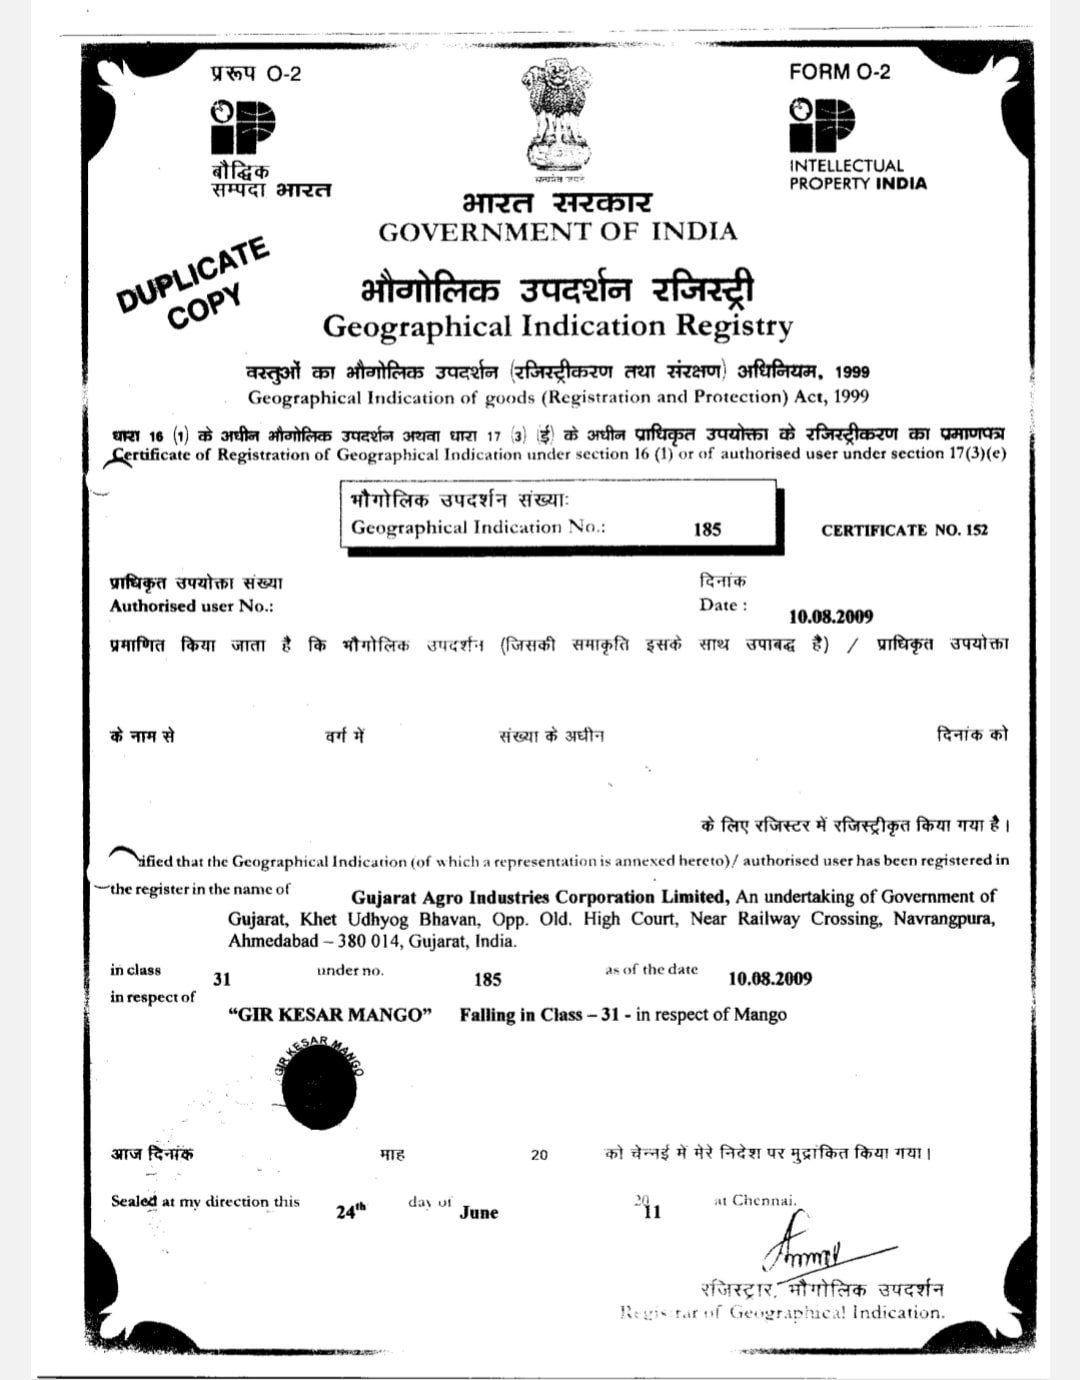 प्ररूप O-2
FORM O-2
बौद्धिक
सम्पदा भारत
INTELLECTUAL
PROPERTY INDIA
भारत सरकार
GOVERNMENT OF INDIA
DUPLICATE
COPY
भौगोलिक उपदर्शन रजिस्ट्री
Geographical Indication Registry
वस्तुओं का भौगोलिक उपदर्शन (रजिस्ट्रीकरण तथा संरक्षण) अधिनियम, 1999
Geographical Indication of goods (Registration and Protection) Act, 1999
धारा 16 (1) के अधीन भौगोलिक उपदर्शन अथवा धारा 17 (3) (ई) के अधीन प्राधिकृत उपयोक्ता के रजिस्ट्रीकरण का प्रमाणपत्र
Certificate of Registration of Geographical Indication under section 16 (1) or of authorised user under section 17(3)(e)
भौगोलिक उपदर्शन संख्याः
Geographical Indication No.: 185
CERTIFICATE NO. 152
प्राधिकृत उपयोक्ता संख्या दिनांक
Authorised user No.: Date :
10.08.2009
प्रमाणित किया जाता है कि भौगोलिक उपदर्शन (जिसकी समाकृति इसके साथ उपाबद्ध है) / प्राधिकृत उपयोक्ता
के नाम से वर्ग में संख्या के अधीन दिनांक को
के लिए रजिस्टर में रजिस्ट्रीकृत किया गया है।
ified that the Geographical Indication (of which a representation is annexed hereto)/ authorised user has been registered in
the register in the name of
Gujarat Agro Industries Corporation Limited, An undertaking of Government of
Gujarat, Khet Udhyog Bhavan, Opp. Old. High Court, Near Railway Crossing, Navrangpura,
Ahmedabad – 380 014, Gujarat, India.
in class 31 under no. 185 as of the date 10.08.2009
in respect of
"GIR KESAR MANGO" Falling in Class – 31 - in respect of Mango
GIR KESAR MANGO
आज दिनांक माह 20 को चेन्नई में मेरे निदेश पर मुद्रांकित किया गया।
Sealed at my direction this 24th day of June 2011 at Chennai.
रजिस्ट्रार, भौगोलिक उपदर्शन
Registrar of Geographical Indication.